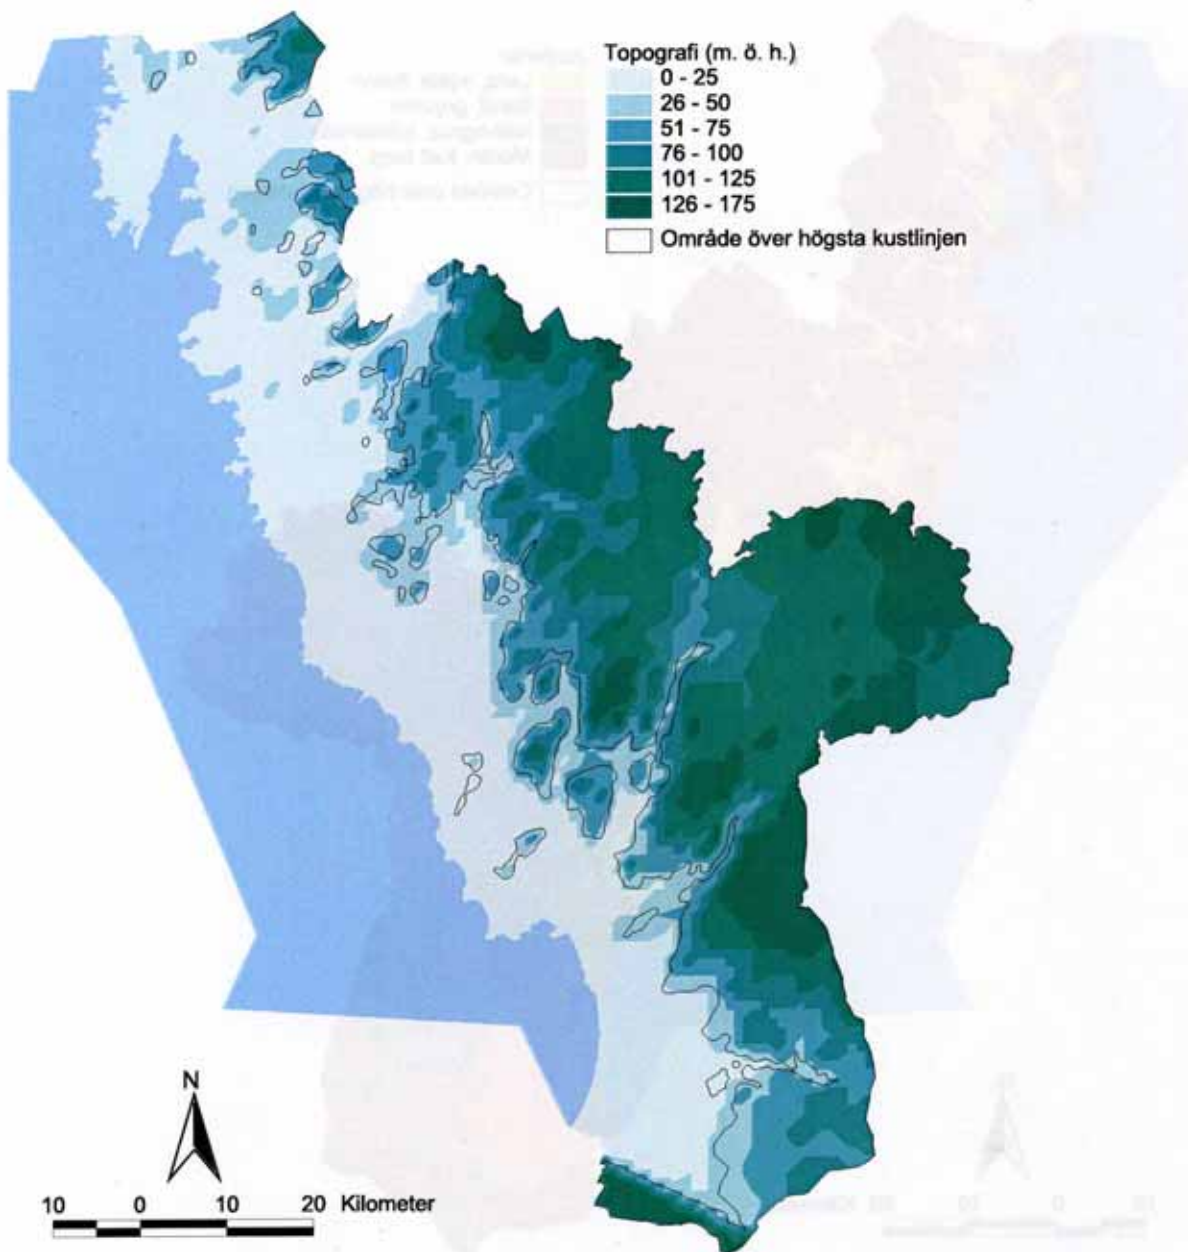 Topografi (m. ö. h.)
0 - 25
26 - 50
51 - 75
76 - 100
101 - 125
126 - 175
Område över högsta kustlinjen
N
10 0 10 20 Kilometer